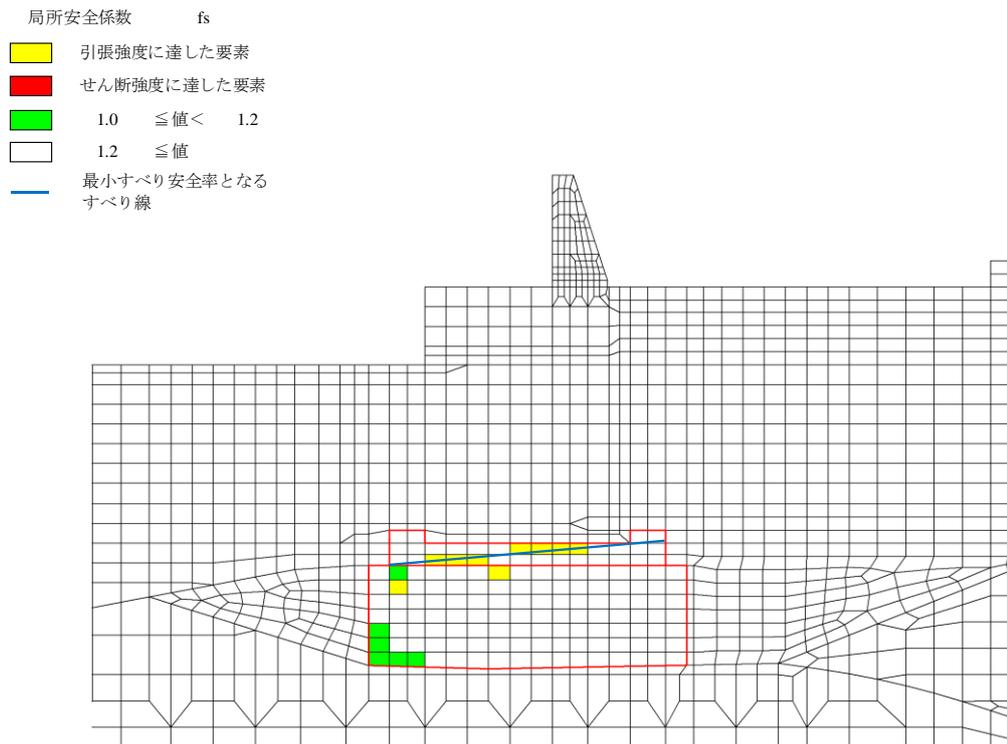 局所安全係数 fs
引張強度に達した要素
せん断強度に達した要素
1.0 ≦値＜ 1.2
1.2 ≦値
最小すべり安全率となる
すべり線